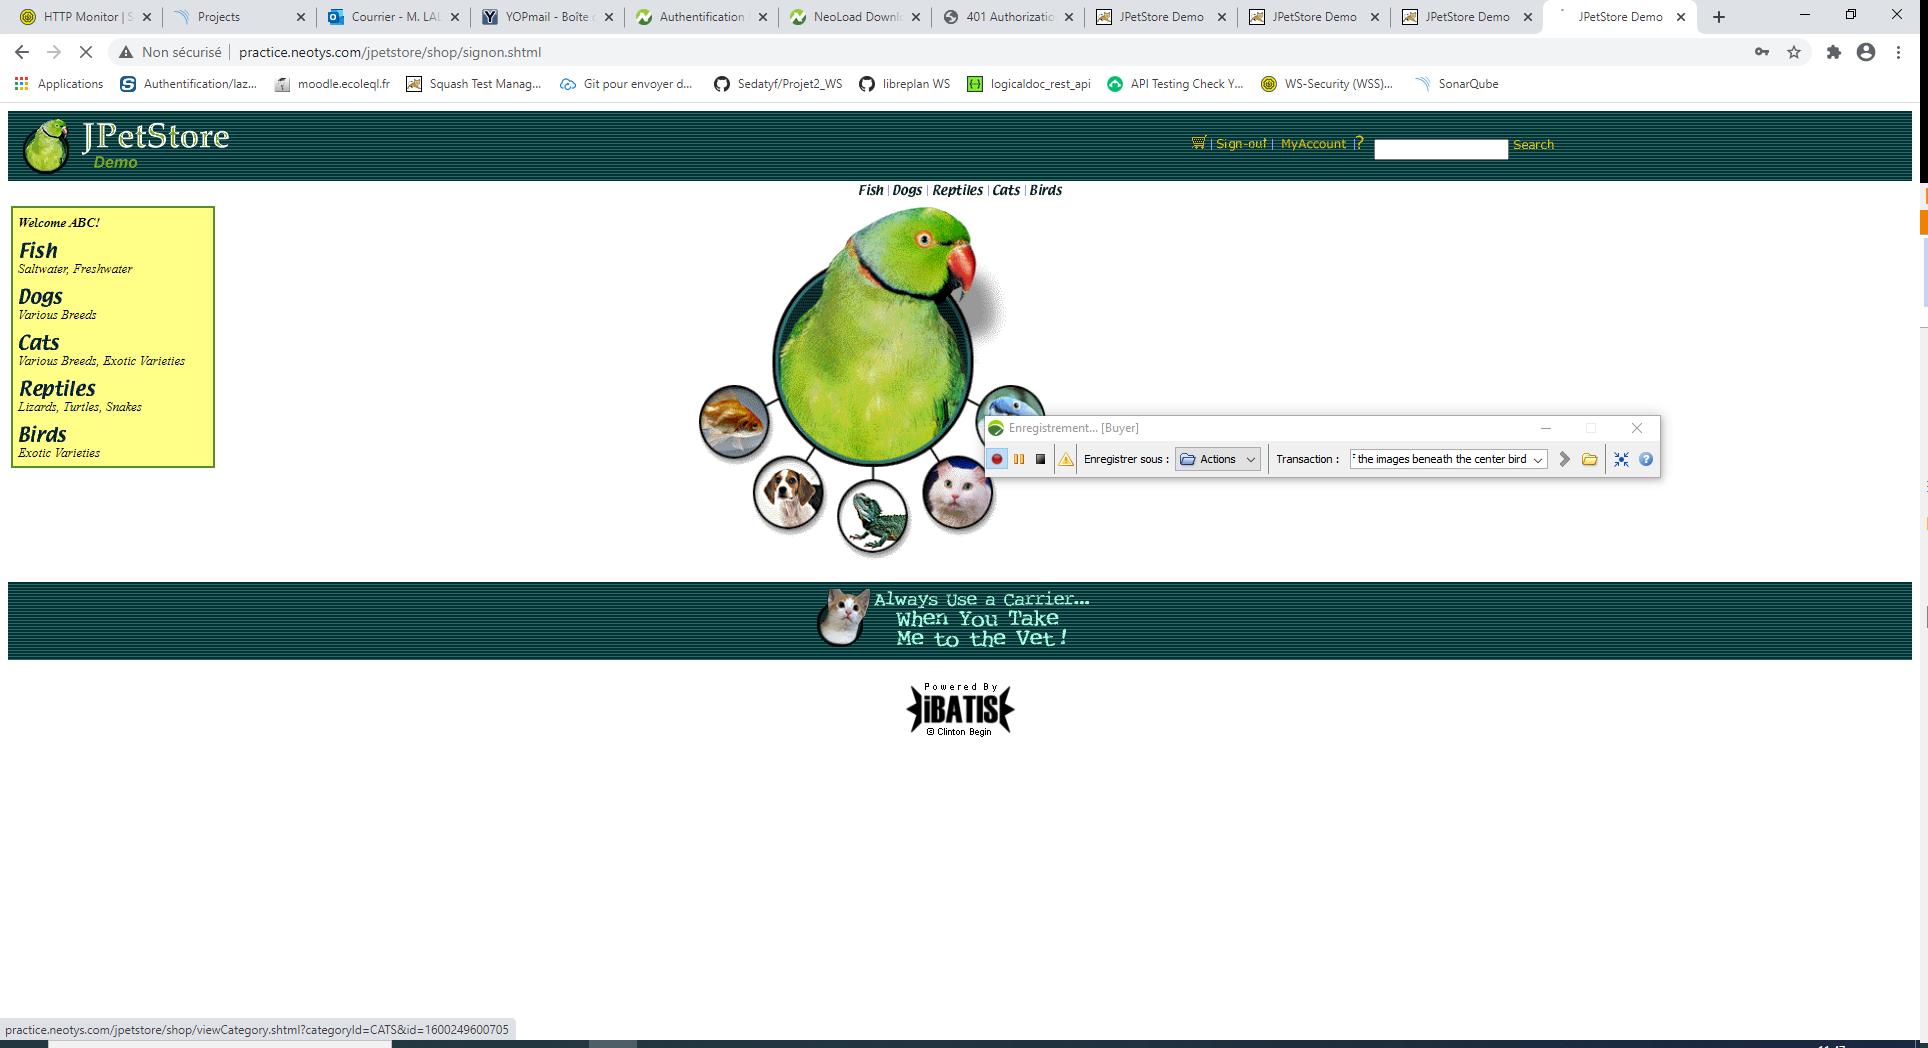 HTTP Monitor | S
Projects
Courrier - M. LAL
YOPmail - Boîte
Authentification
NeoLoad Downl
401 Authorizatio
JPetStore Demo
JPetStore Demo
JPetStore Demo
JPetStore Demo
Non sécurisé
practice.neotys.com/jpetstore/shop/signon.shtml
Applications
Authentification/laz...
moodle.ecoleql.fr
Squash Test Manag...
Git pour envoyer d...
Sedatyf/Projet2_WS
libreplan WS
logicaldoc_rest_api
API Testing Check Y...
WS-Security (WSS)...
SonarQube
JPetStore
Demo
| Sign-out | MyAccount | ?
Search
Fish | Dogs | Reptiles | Cats | Birds
Welcome ABC!
Fish
Saltwater, Freshwater
Dogs
Various Breeds
Cats
Various Breeds, Exotic Varieties
Reptiles
Lizards, Turtles, Snakes
Birds
Exotic Varieties
Enregistrement... [Buyer]
Enregistrer sous :
Actions
Transaction :
the images beneath the center bird
Always Use a Carrier...
When You Take
Me to the Vet!
Powered By
iBATIS
© Clinton Begin
practice.neotys.com/jpetstore/shop/viewCategory.shtml?categoryId=CATS&id=1600249600705